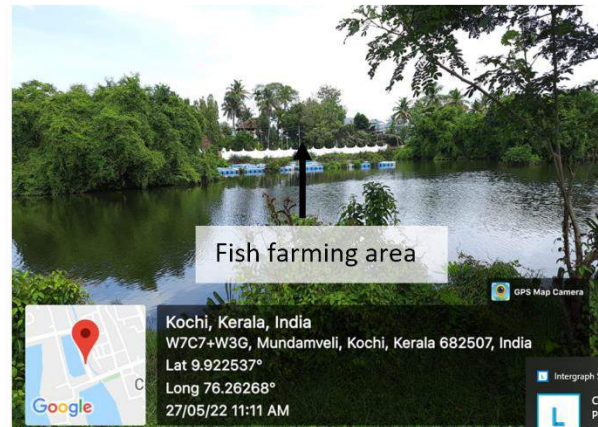 Fish farming area
GPS Map Camera
Kochi, Kerala, India
W7C7+W3G, Mundamveli, Kochi, Kerala 682507, India
Lat 9.922537°
Long 76.26268°
27/05/22 11:11 AM
Google
C
Intergraph S
L
C
P